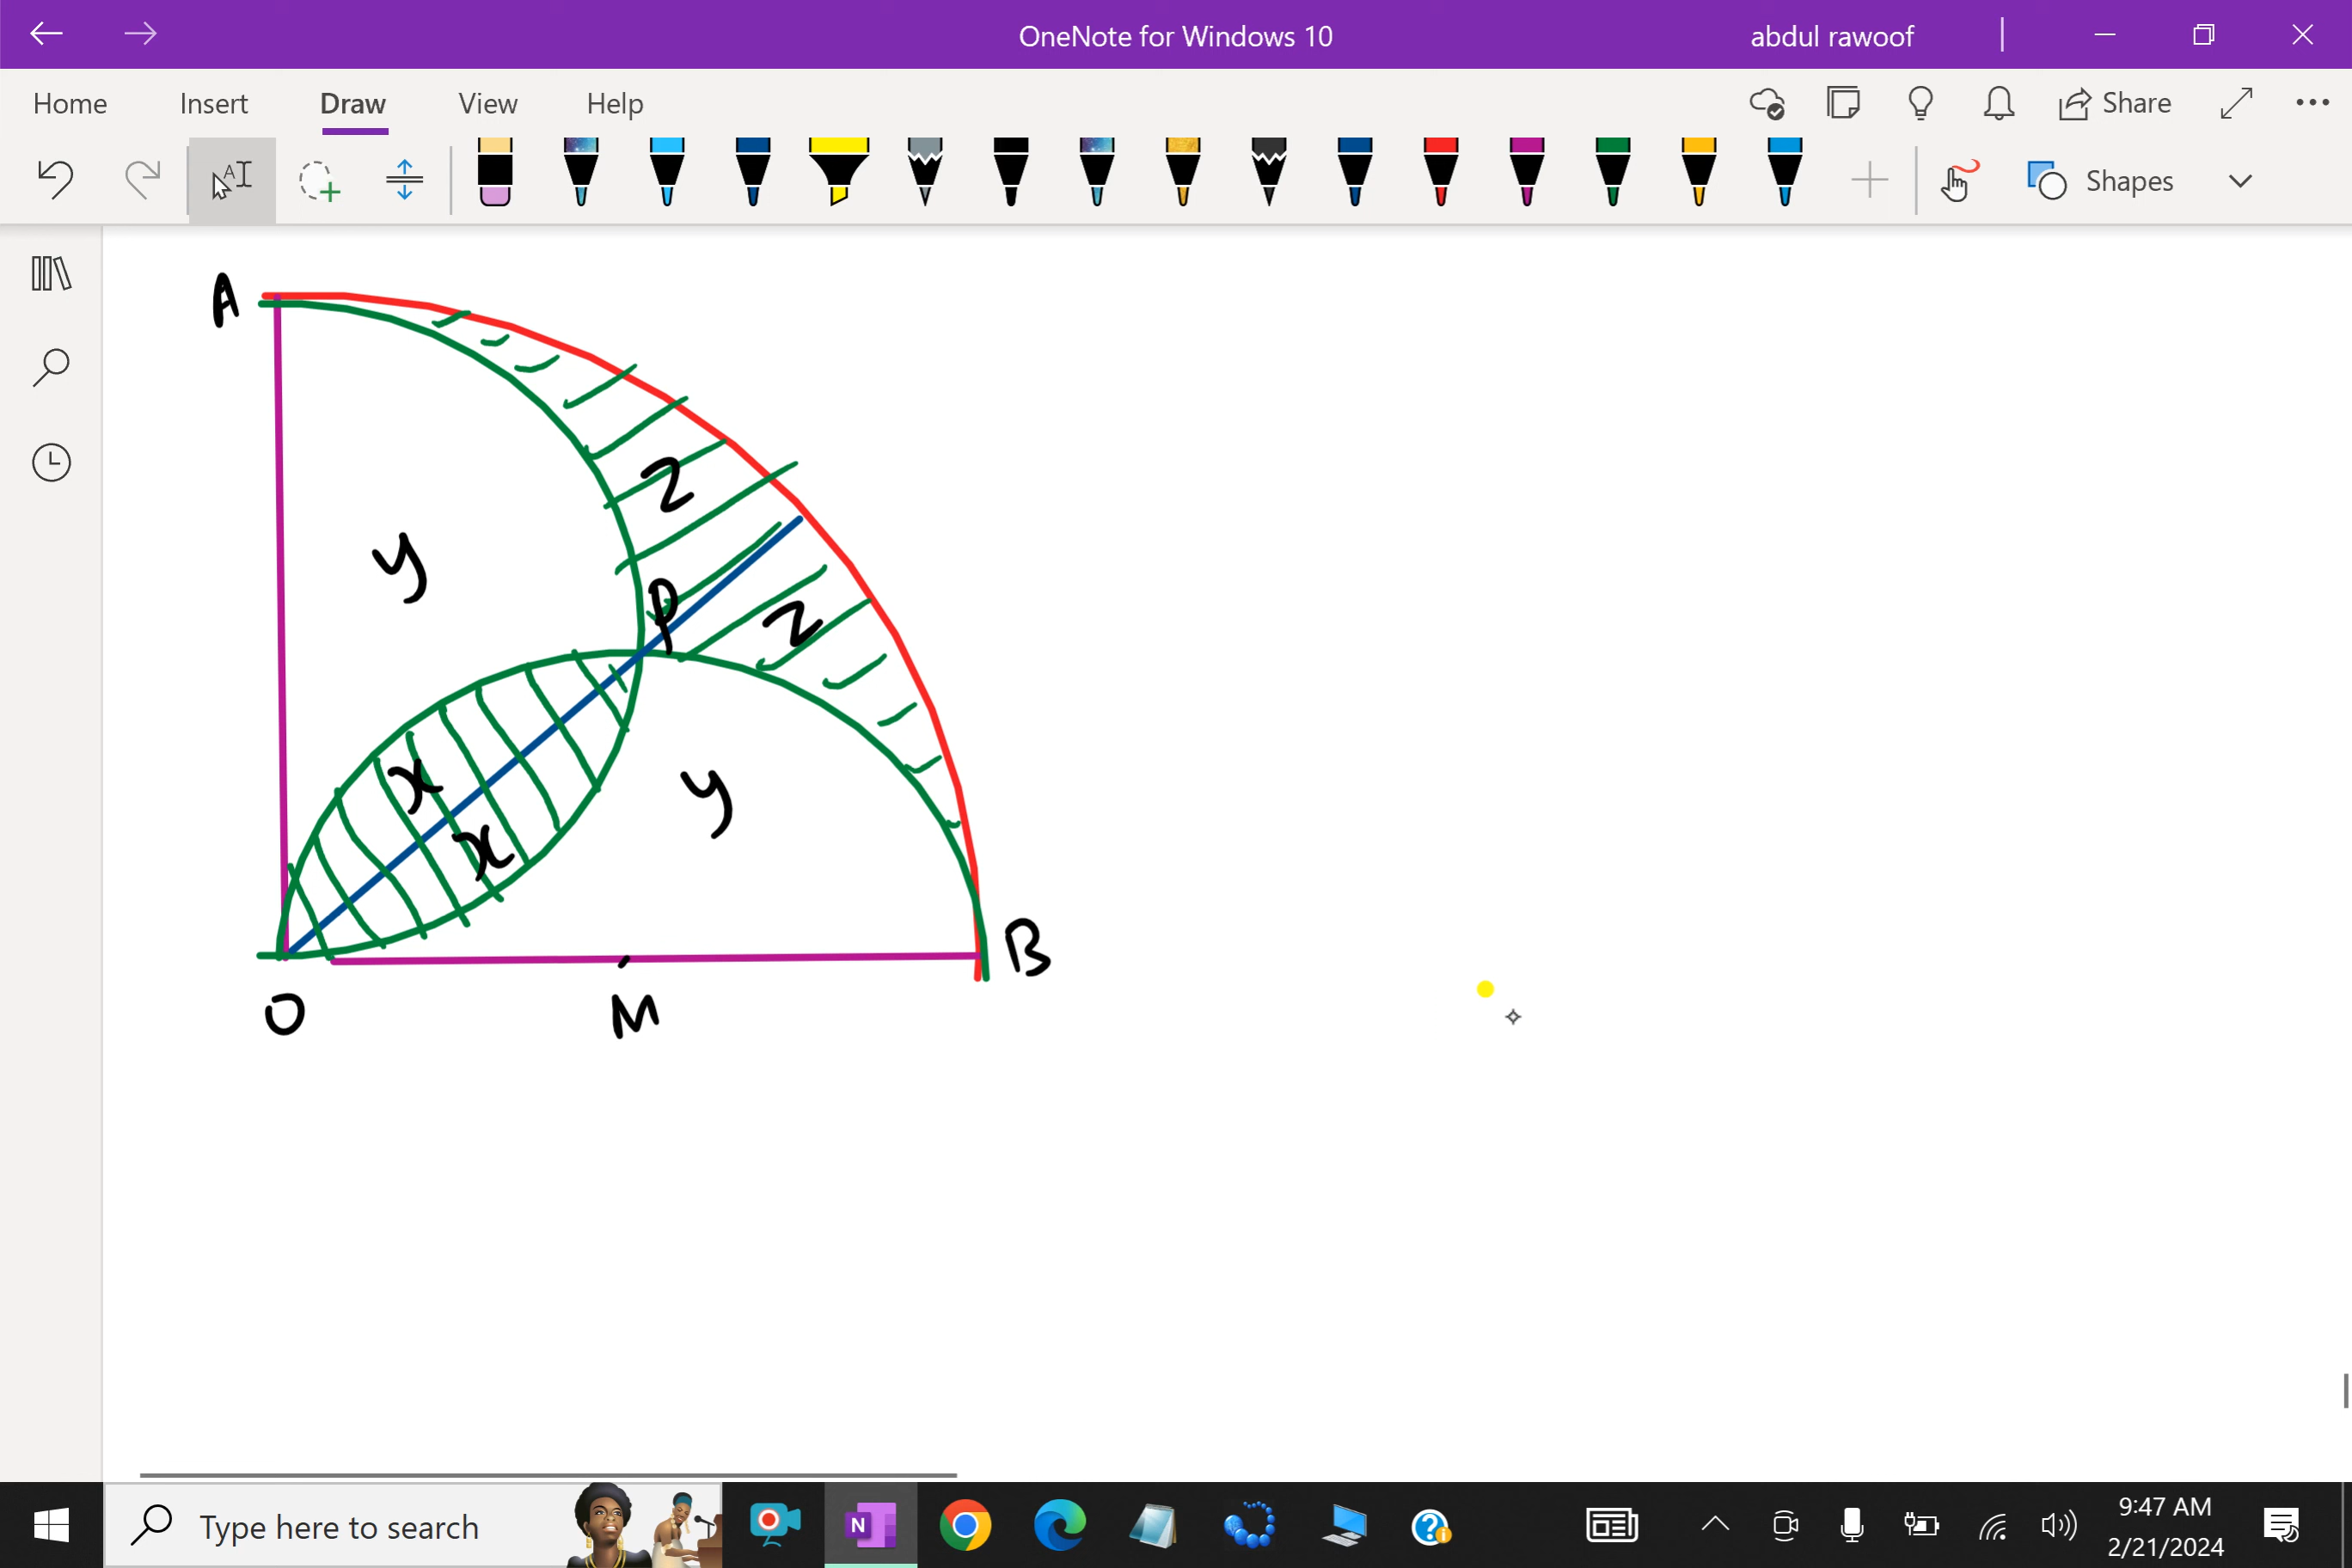 OneNote for Windows 10
abdul rawoof
Home Insert Draw View Help
Share
Shapes
A
z
y
P
z
x
y
x
B
O
M
Type here to search
9:47 AM
2/21/2024